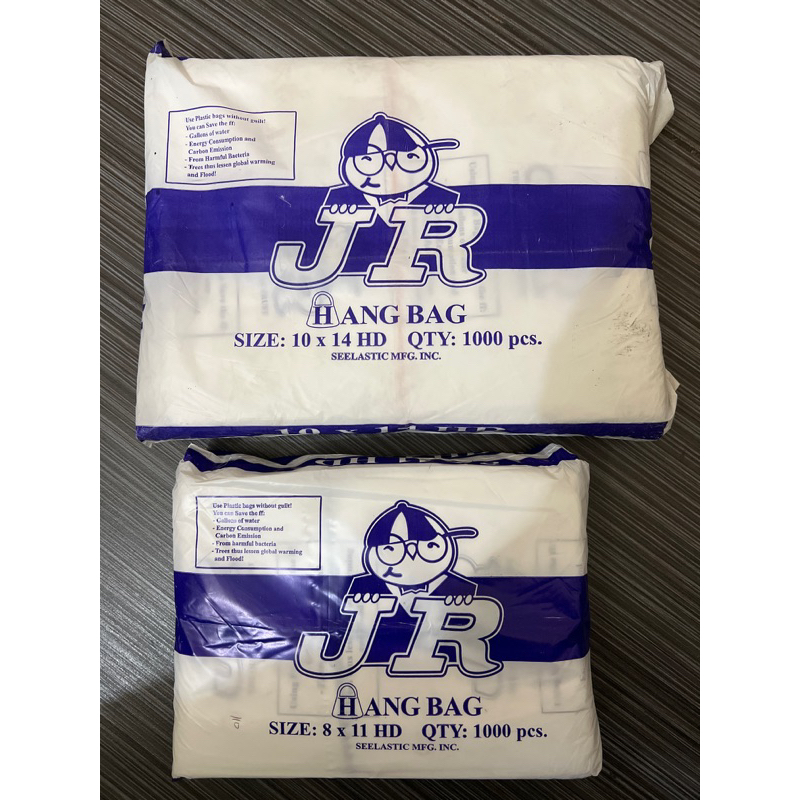 Use Plastic bags without guilt!
You can Save the ff:
- Gallons of water
- Energy Consumption and
Carbon Emission
- From Harmful Bacteria
- Trees thus lessen global warming
and Flood!
JR
HANG BAG
SIZE: 10 x 14 HD QTY: 1000 pcs.
SEELASTIC MFG. INC.
10 x 14 HD
Use Plastic bags without guilt!
You can Save the ff:
- Gallons of water
- Energy Consumption and
Carbon Emission
- From harmful bacteria
- Trees thus lessen global warming
and Flood!
JR
HANG BAG
SIZE: 8 x 11 HD QTY: 1000 pcs.
SEELASTIC MFG. INC.